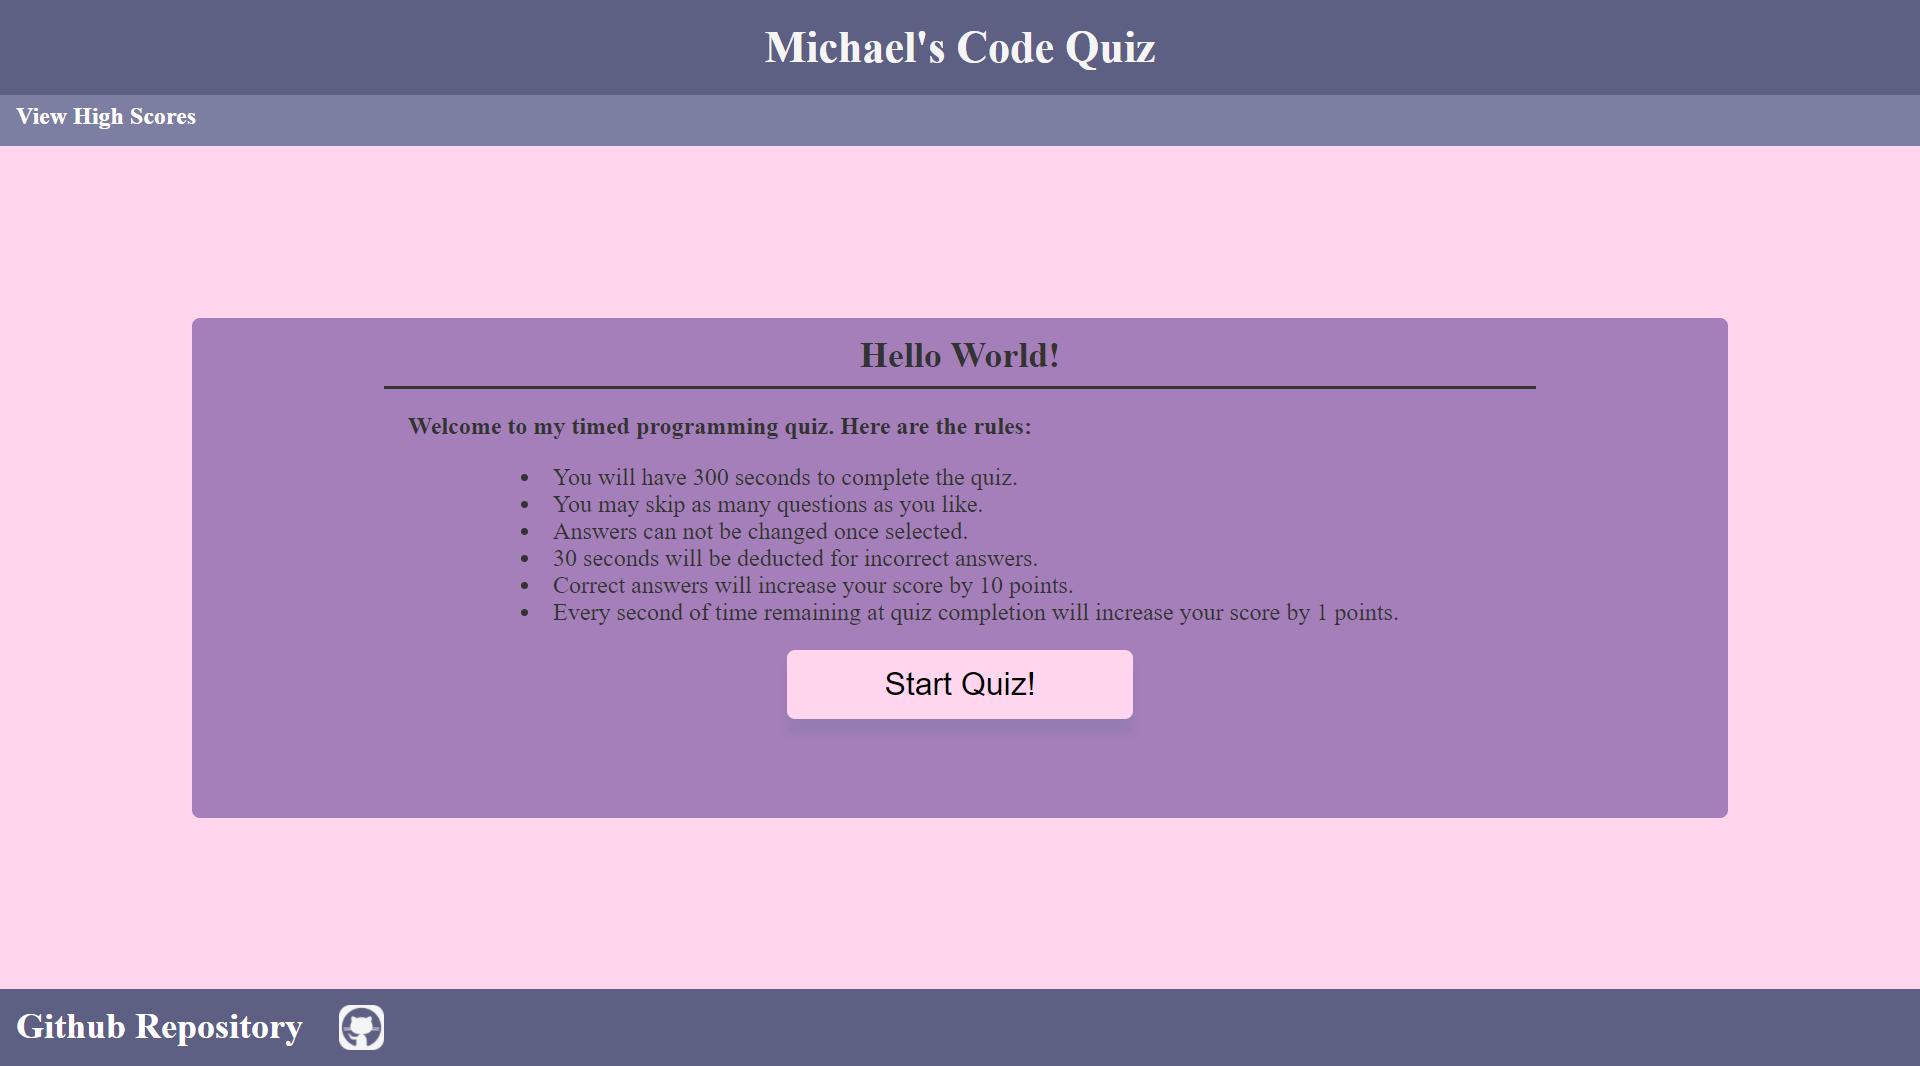 Michael's Code Quiz
View High Scores
Hello World!
Welcome to my timed programming quiz. Here are the rules:
• You will have 300 seconds to complete the quiz.
• You may skip as many questions as you like.
• Answers can not be changed once selected.
• 30 seconds will be deducted for incorrect answers.
• Correct answers will increase your score by 10 points.
• Every second of time remaining at quiz completion will increase your score by 1 points.
Start Quiz!
Github Repository